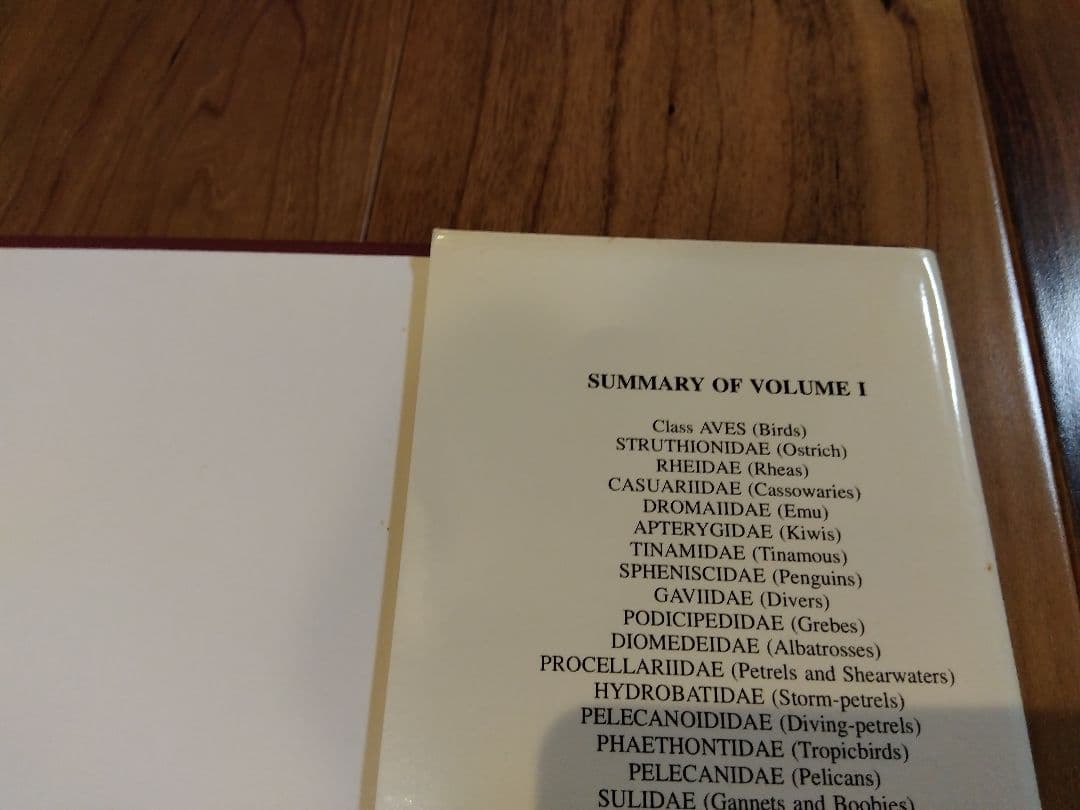 SUMMARY OF VOLUME I
Class AVES (Birds)
STRUTHIONIDAE (Ostrich)
RHEIDAE (Rheas)
CASUARIIDAE (Cassowaries)
DROMAIIDAE (Emu)
APTERYGIDAE (Kiwis)
TINAMIDAE (Tinamous)
SPHENISCIDAE (Penguins)
GAVIIDAE (Divers)
PODICIPEDIDAE (Grebes)
DIOMEDEIDAE (Albatrosses)
PROCELLARIIDAE (Petrels and Shearwaters)
HYDROBATIDAE (Storm-petrels)
PELECANOIDIDAE (Diving-petrels)
PHAETHONTIDAE (Tropicbirds)
PELECANIDAE (Pelicans)
SULIDAE (Gannets and Boobies)